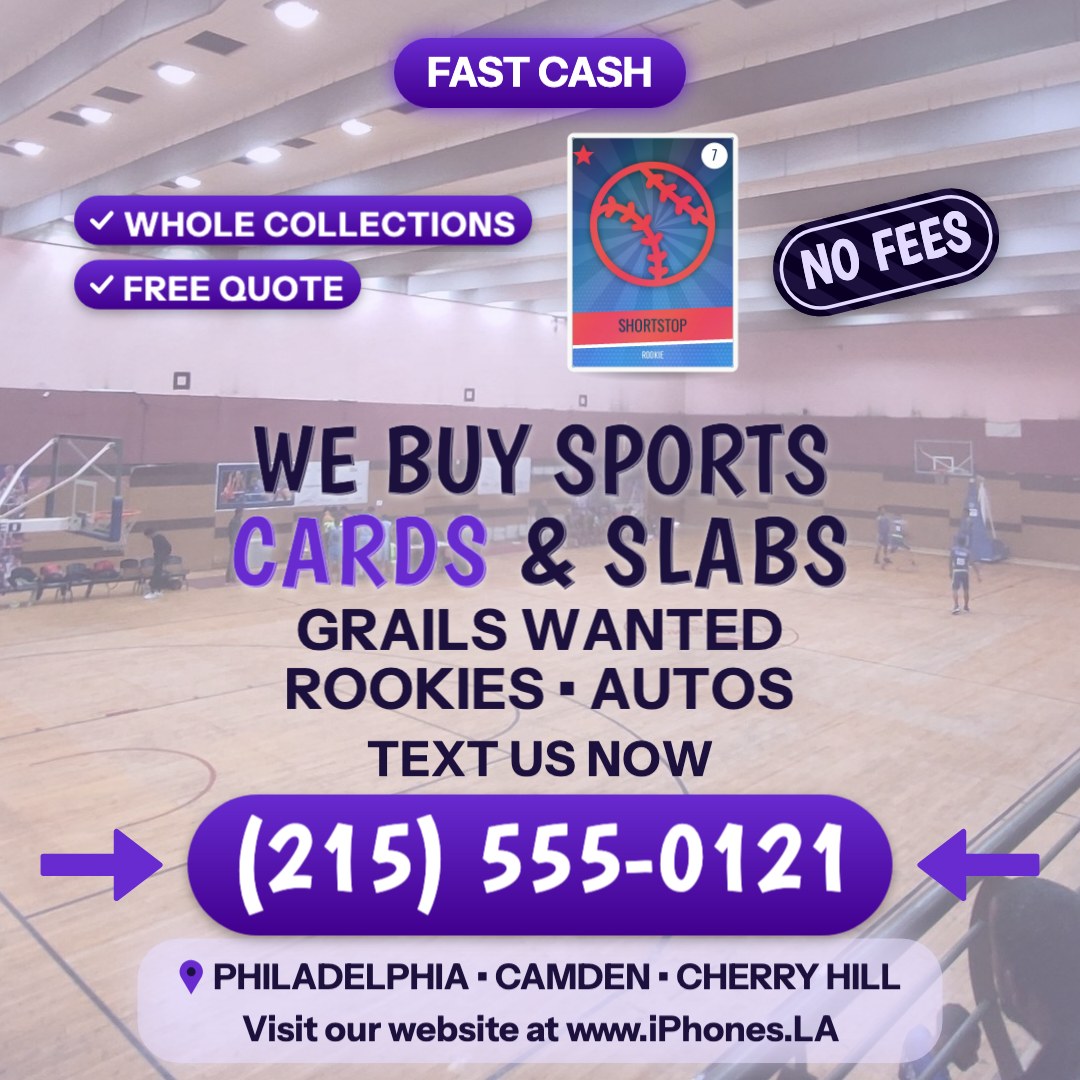 FAST CASH
WHOLE COLLECTIONS
FREE QUOTE
7
SHORTSTOP
ROOKIE
NO FEES
WE BUY SPORTS
CARDS & SLABS
GRAILS WANTED
ROOKIES ▪ AUTOS
TEXT US NOW
(215) 555-0121
PHILADELPHIA ▪ CAMDEN ▪ CHERRY HILL
Visit our website at www.iPhones.LA